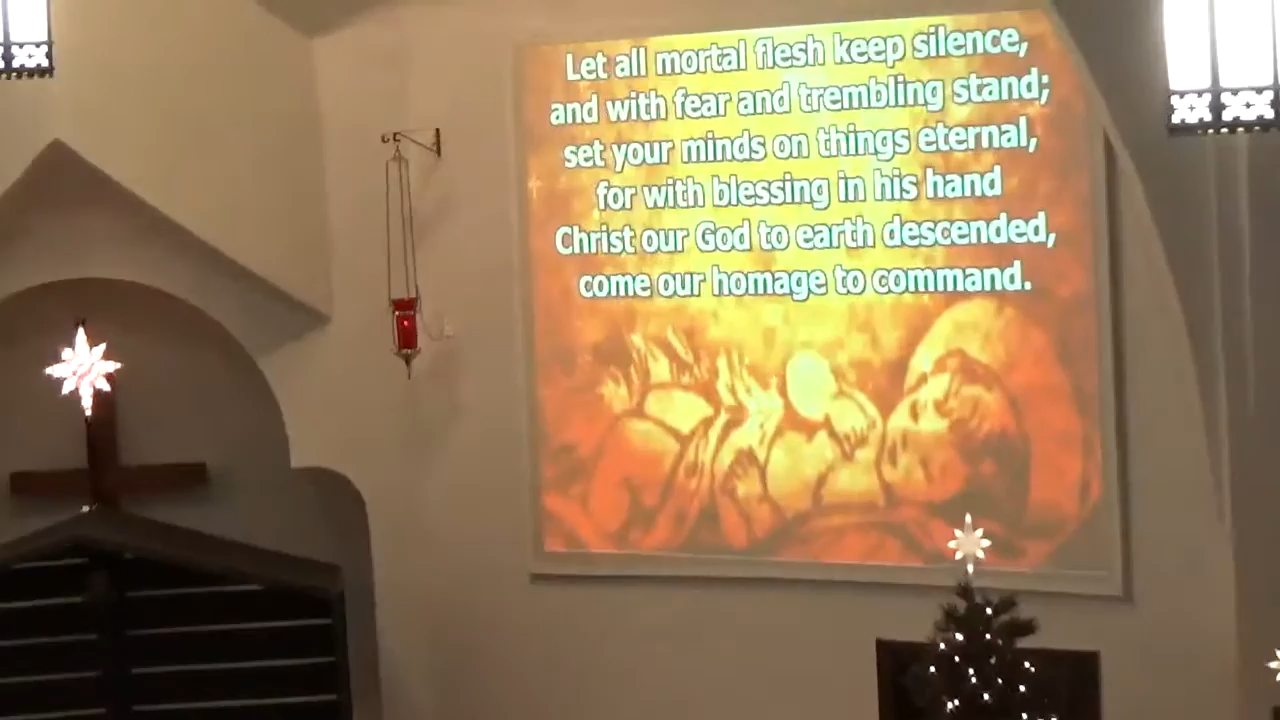 Let all mortal flesh keep silence,
and with fear and trembling stand;
set your minds on things eternal,
for with blessing in his hand
Christ our God to earth descended,
come our homage to command.